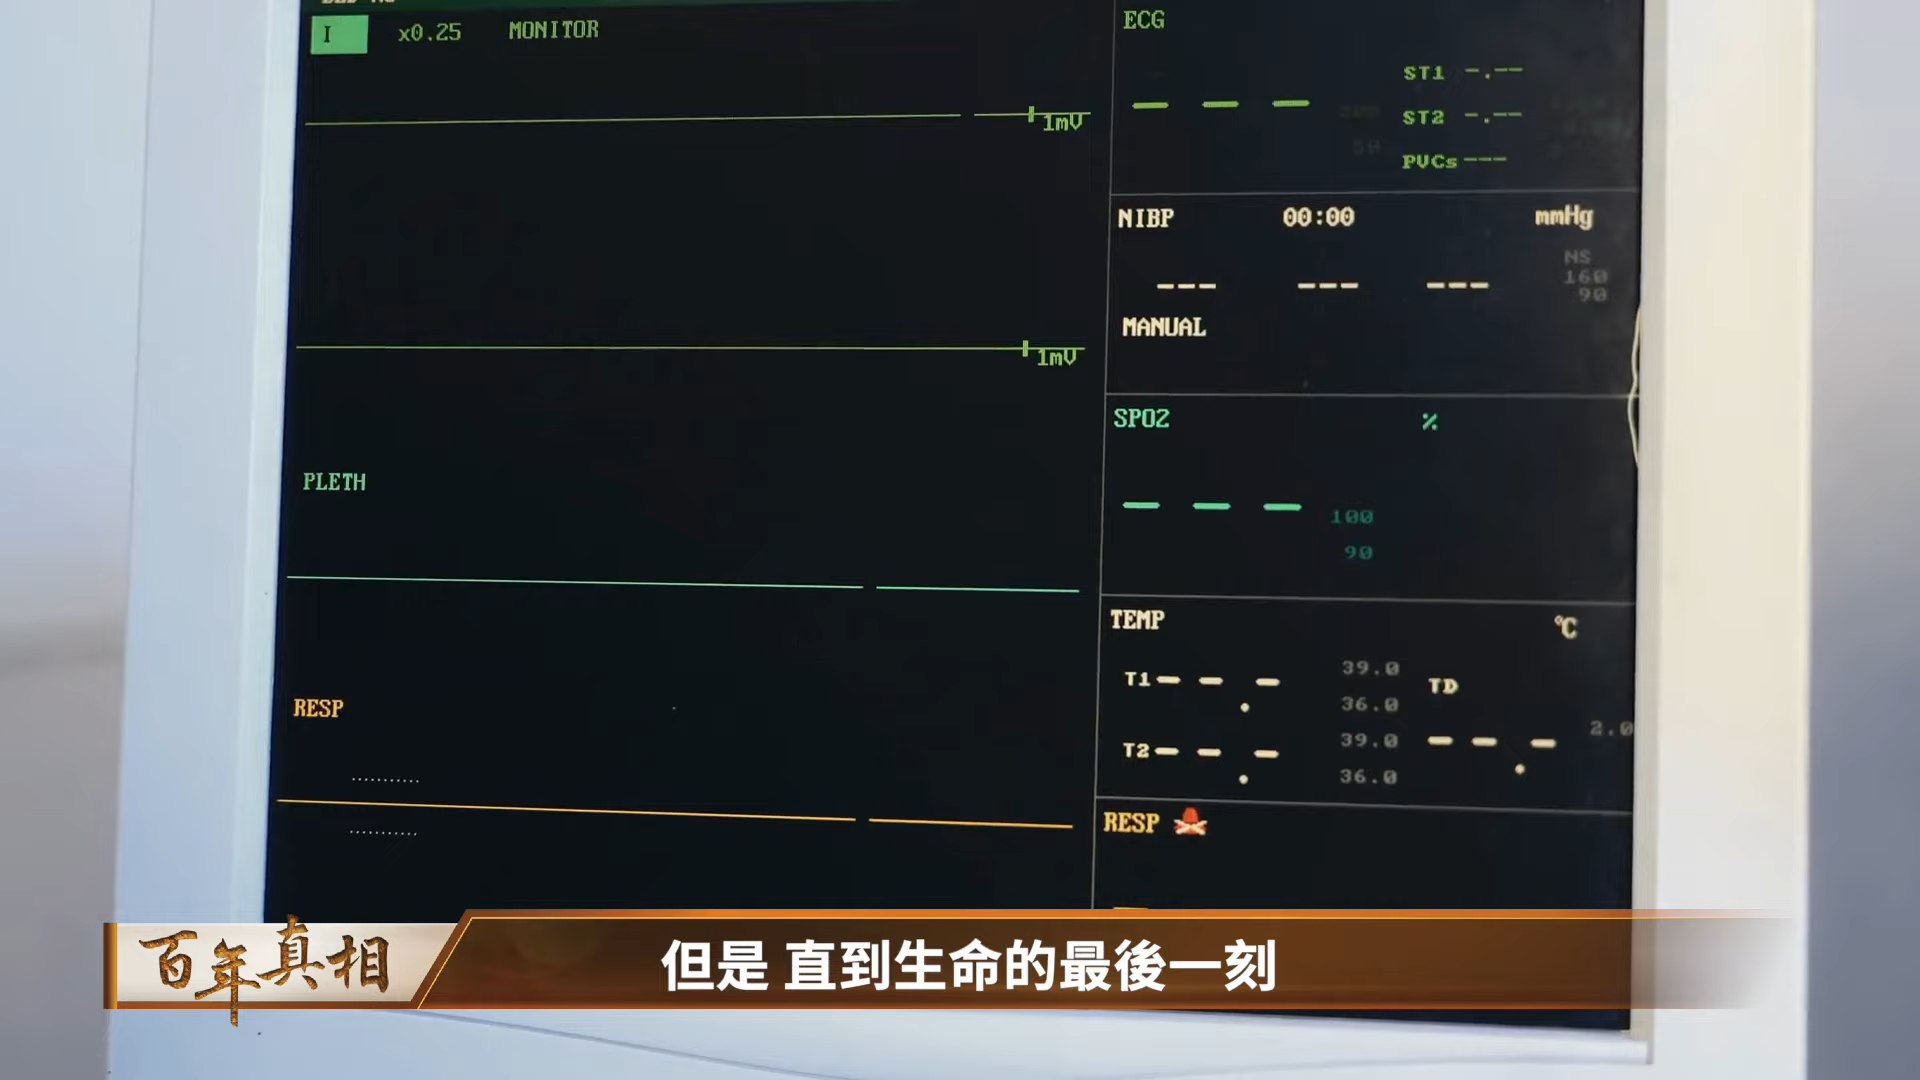 I x0.25 MONITOR
1mV
1mV
PLETH
RESP
ECG
ST1 -.--
ST2 -.--
PVCs ---
--- 
NIBP 00:00 mmHg
NS
160
90
--- --- ---
MANUAL
SPO2 %
--- 100
90
TEMP ℃
T1 -- .- 39.0
36.0
TD
T2 -- .- 39.0
36.0
-- .- 2.0
RESP
百年真相
但是 直到生命的最後一刻